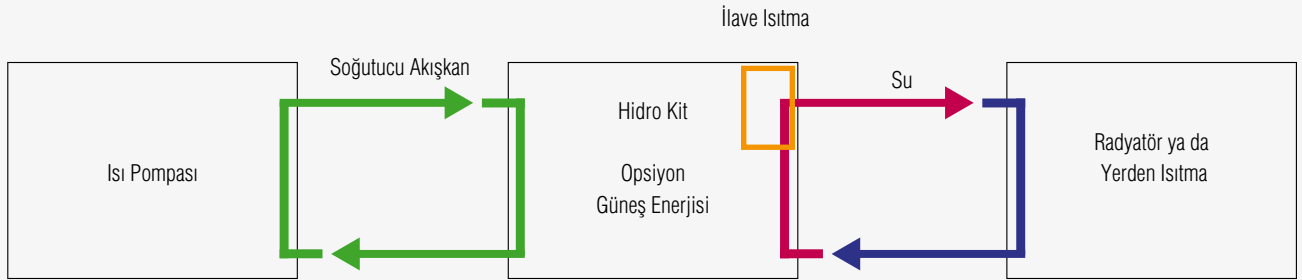 İlave Isıtma
Soğutucu Akışkan
Su
Isı Pompası
Hidro Kit
Opsiyon
Güneş Enerjisi
Radyatör ya da
Yerden Isıtma